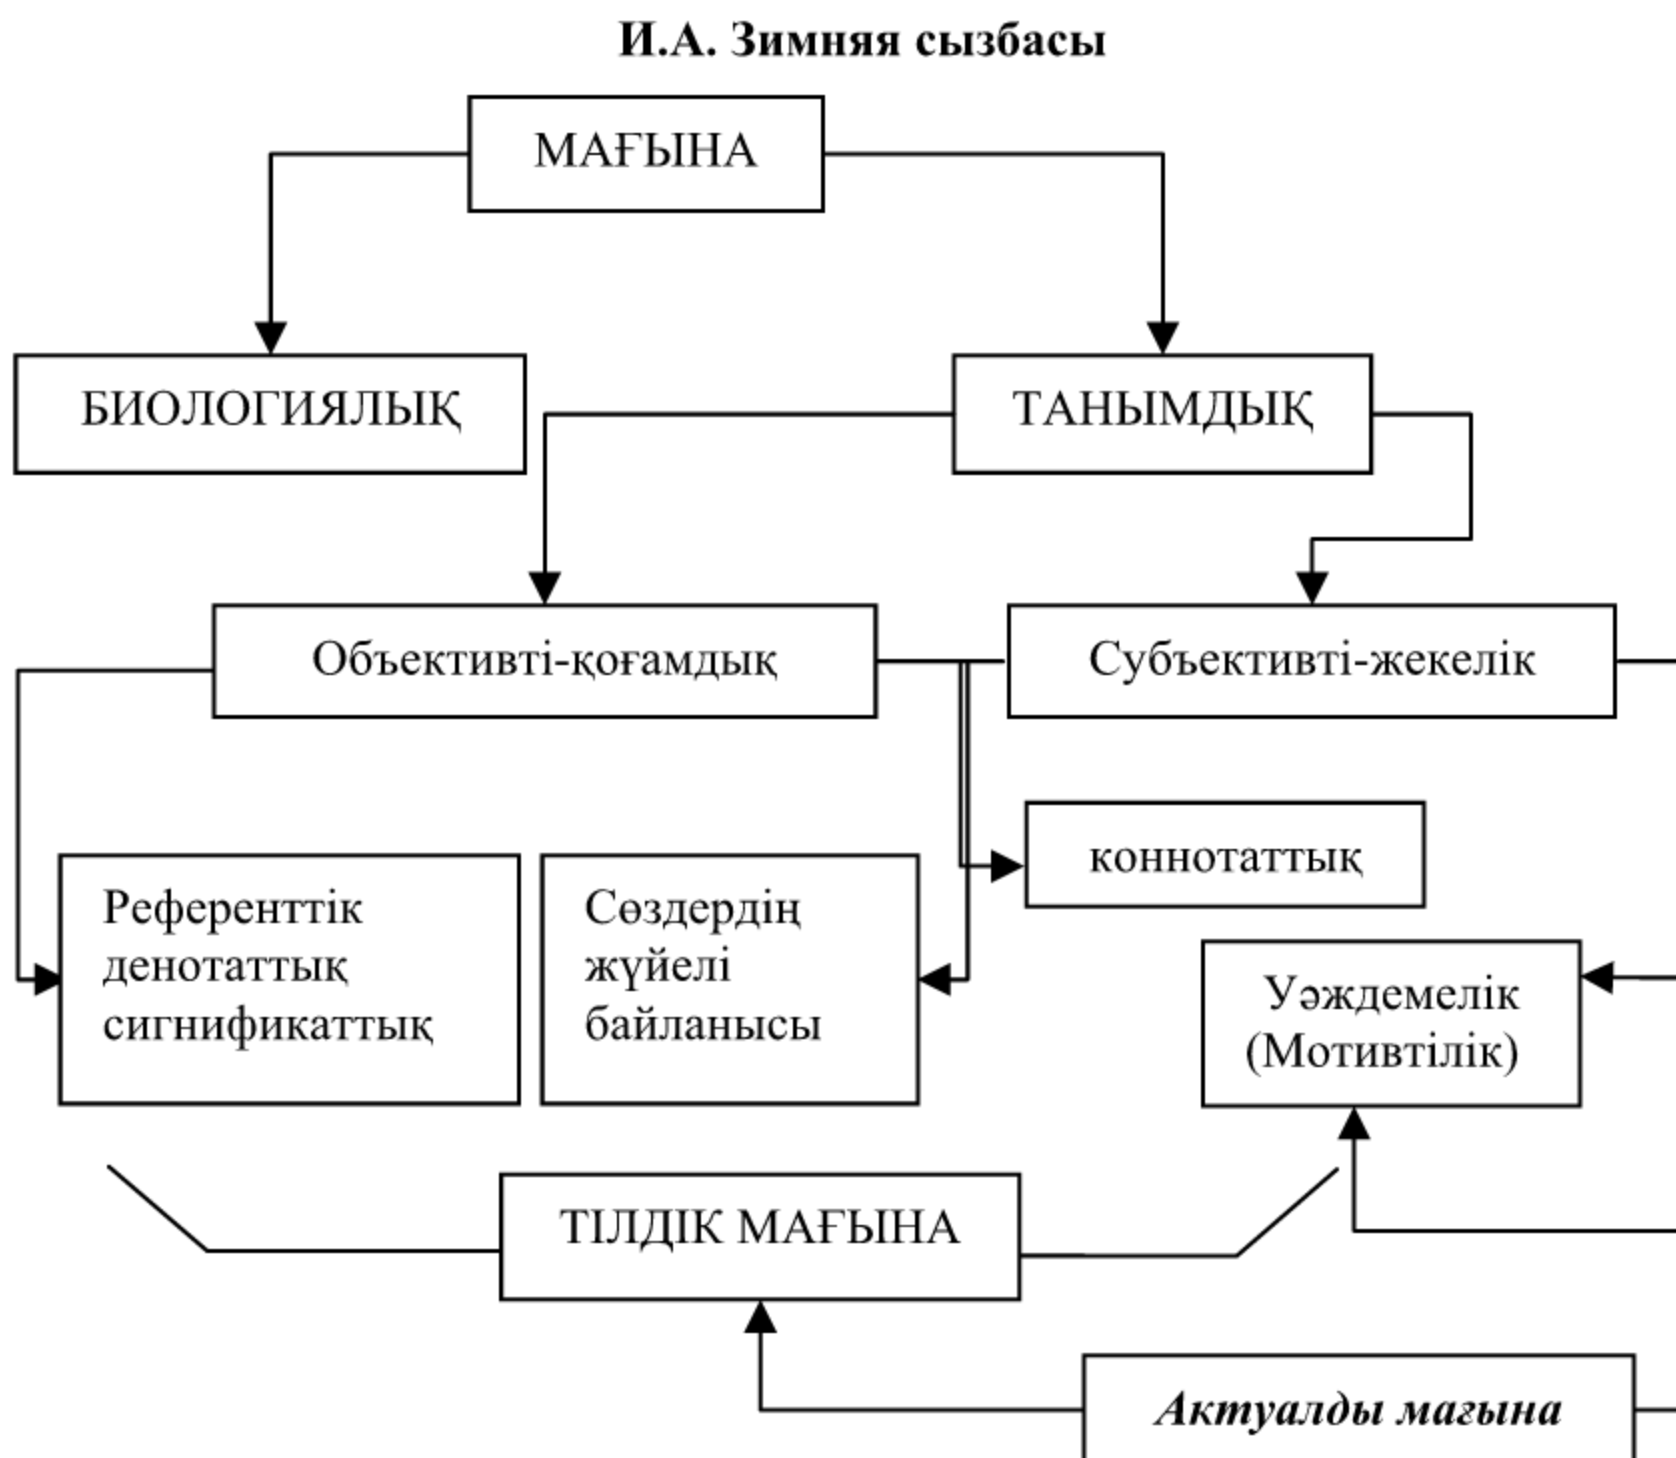 И.А. Зимняя сызбасы
МАҒЫНА
БИОЛОГИЯЛЫҚ
ТАНЫМДЫҚ
Объективті-қоғамдық
Субъективті-жекелік
коннотаттық
Референттік
денотаттық
сигнификаттық
Сөздердің
жүйелі
байланысы
Уәждемелік
(Мотивтілік)
ТІЛДІК МАҒЫНА
Актуалды мағына